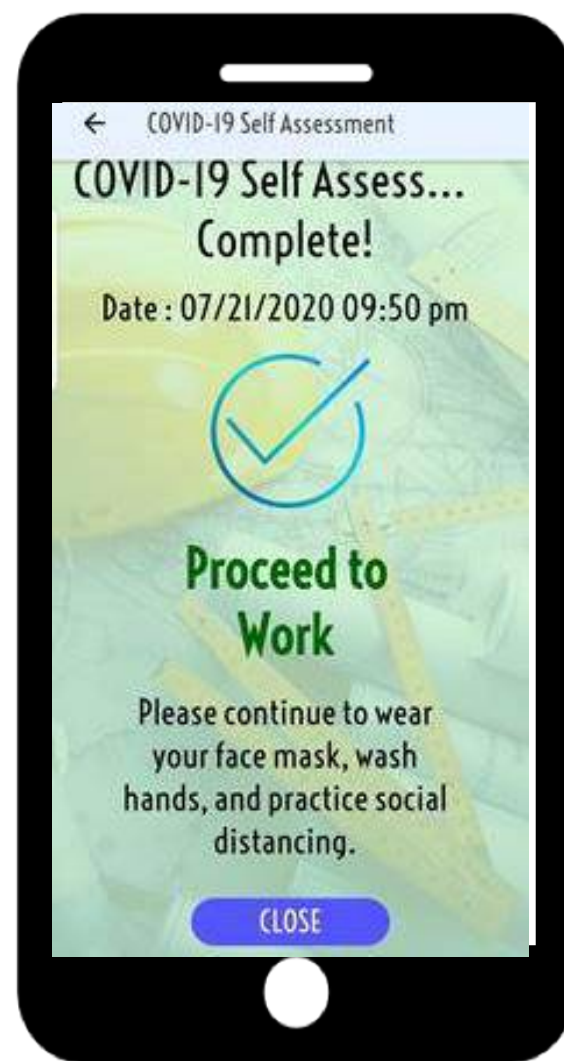 COVID-19 Self Assessment
COVID-19 Self Assess...
Complete!
Date : 07/21/2020 09:50 pm
Proceed to
Work
Please continue to wear
your face mask, wash
hands, and practice social
distancing.
CLOSE